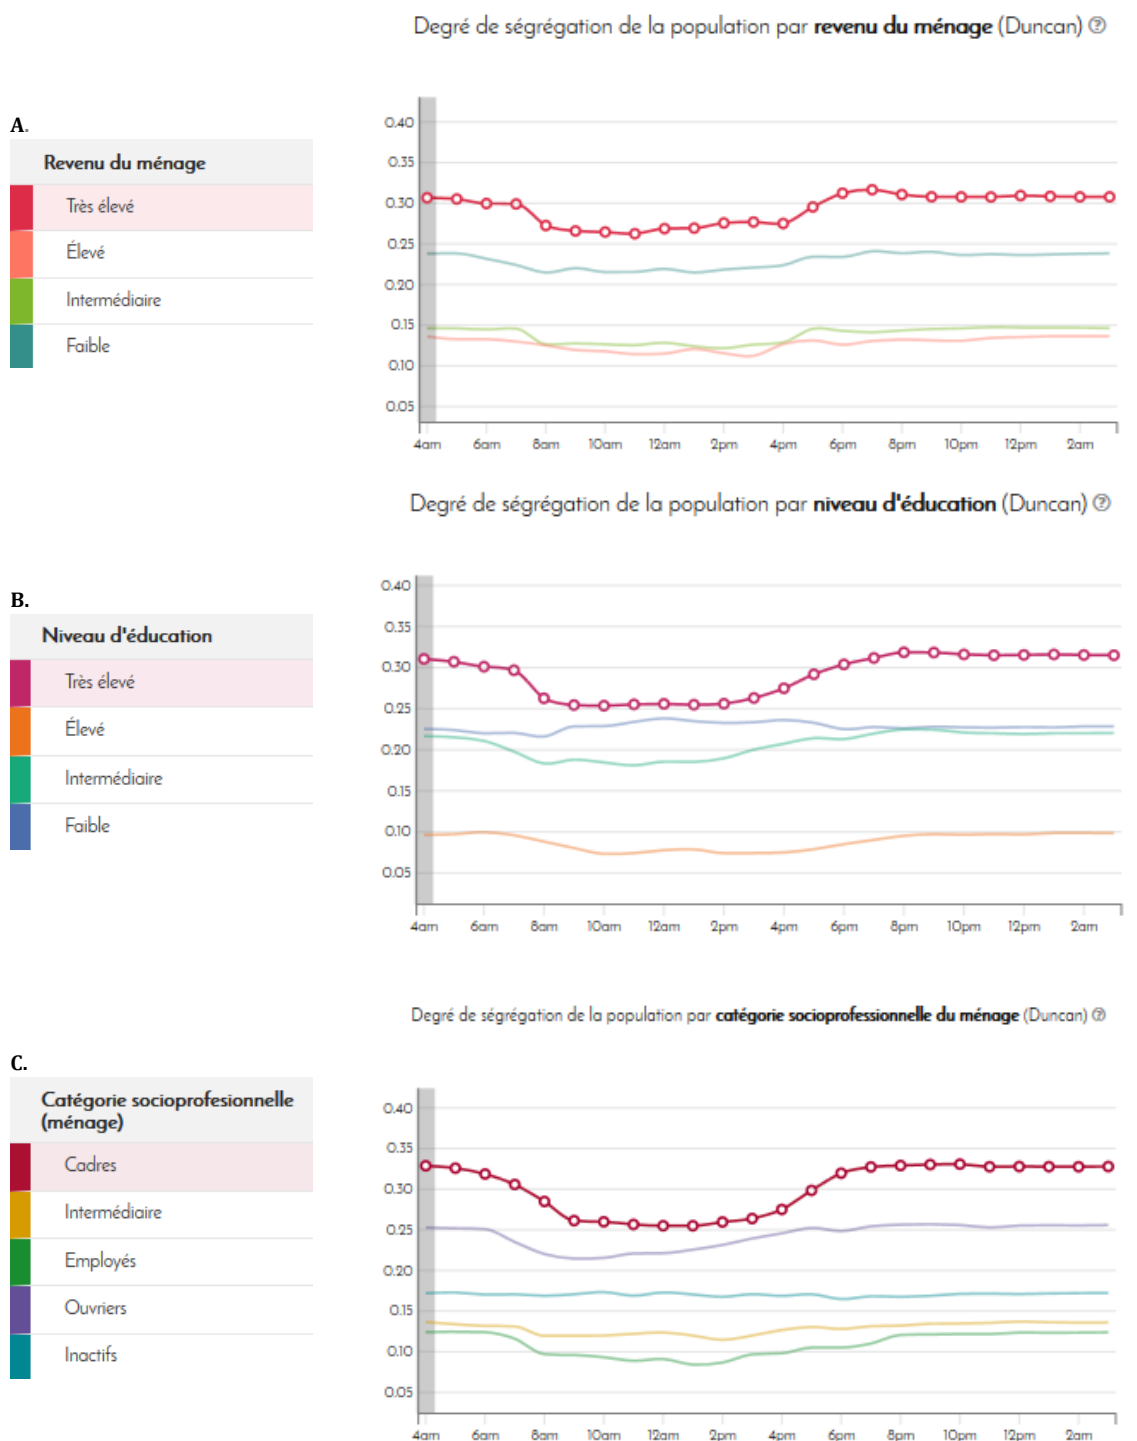 Degré de ségrégation de la population par revenu du ménage (Duncan) ?
A.
Revenu du ménage
Très élevé
Élevé
Intermédiaire
Faible
0.40
0.35
0.30
0.25
0.20
0.15
0.10
0.05
4am 6am 8am 10am 12am 2pm 4pm 6pm 8pm 10pm 12pm 2am
Degré de ségrégation de la population par niveau d'éducation (Duncan) ?
B.
Niveau d'éducation
Très élevé
Élevé
Intermédiaire
Faible
0.40
0.35
0.30
0.25
0.20
0.15
0.10
0.05
4am 6am 8am 10am 12am 2pm 4pm 6pm 8pm 10pm 12pm 2am
Degré de ségrégation de la population par catégorie socioprofessionnelle du ménage (Duncan) ?
C.
Catégorie socioprofesionnelle
(ménage)
Cadres
Intermédiaire
Employés
Ouvriers
Inactifs
0.40
0.35
0.30
0.25
0.20
0.15
0.10
0.05
4am 6am 8am 10am 12am 2pm 4pm 6pm 8pm 10pm 12pm 2am